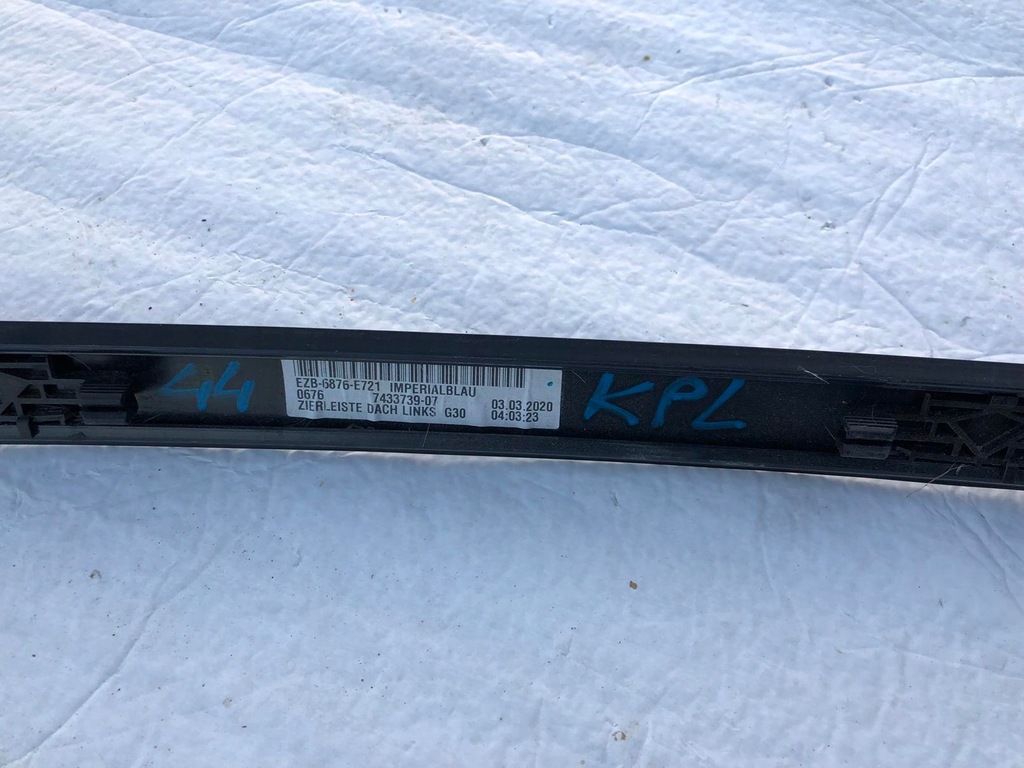 44
EZB-6876-E721 IMPERIALBLAU
0676 7433739-07 03.03.2020
ZIERLEISTE DACH LINKS G30 04:03:23
KPL